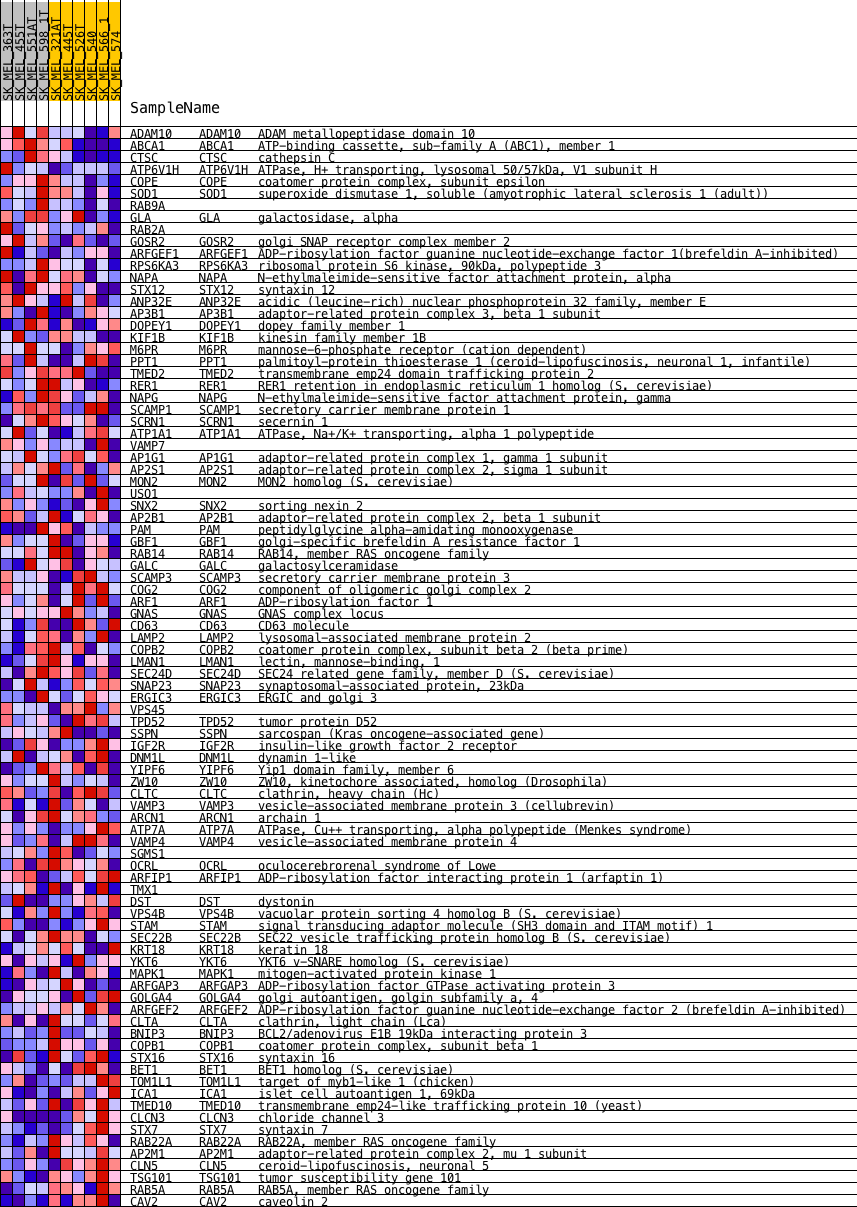 SK_MEL_363T
SK_MEL_455T
SK_MEL_551AT
SK_MEL_598_1T
SK_MEL_321AT
SK_MEL_445T
SK_MEL_526T
SK_MEL_540
SK_MEL_566_1
SK_MEL_574
SampleName
ADAM10 ADAM10 ADAM metallopeptidase domain 10
ABCA1 ABCA1 ATP-binding cassette, sub-family A (ABC1), member 1
CTSC CTSC cathepsin C
ATP6V1H ATP6V1H ATPase, H+ transporting, lysosomal 50/57kDa, V1 subunit H
COPE COPE coatomer protein complex, subunit epsilon
SOD1 SOD1 superoxide dismutase 1, soluble (amyotrophic lateral sclerosis 1 (adult))
RAB9A
GLA GLA galactosidase, alpha
RAB2A
GOSR2 GOSR2 golgi SNAP receptor complex member 2
ARFGEF1 ARFGEF1 ADP-ribosylation factor guanine nucleotide-exchange factor 1(brefeldin A-inhibited)
RPS6KA3 RPS6KA3 ribosomal protein S6 kinase, 90kDa, polypeptide 3
NAPA NAPA N-ethylmaleimide-sensitive factor attachment protein, alpha
STX12 STX12 syntaxin 12
ANP32E ANP32E acidic (leucine-rich) nuclear phosphoprotein 32 family, member E
AP3B1 AP3B1 adaptor-related protein complex 3, beta 1 subunit
DOPEY1 DOPEY1 dopey family member 1
KIF1B KIF1B kinesin family member 1B
M6PR M6PR mannose-6-phosphate receptor (cation dependent)
PPT1 PPT1 palmitoyl-protein thioesterase 1 (ceroid-lipofuscinosis, neuronal 1, infantile)
TMED2 TMED2 transmembrane emp24 domain trafficking protein 2
RER1 RER1 RER1 retention in endoplasmic reticulum 1 homolog (S. cerevisiae)
NAPG NAPG N-ethylmaleimide-sensitive factor attachment protein, gamma
SCAMP1 SCAMP1 secretory carrier membrane protein 1
SCRN1 SCRN1 secernin 1
ATP1A1 ATP1A1 ATPase, Na+/K+ transporting, alpha 1 polypeptide
VAMP7
AP1G1 AP1G1 adaptor-related protein complex 1, gamma 1 subunit
AP2S1 AP2S1 adaptor-related protein complex 2, sigma 1 subunit
MON2 MON2 MON2 homolog (S. cerevisiae)
USO1
SNX2 SNX2 sorting nexin 2
AP2B1 AP2B1 adaptor-related protein complex 2, beta 1 subunit
PAM PAM peptidylglycine alpha-amidating monooxygenase
GBF1 GBF1 golgi-specific brefeldin A resistance factor 1
RAB14 RAB14 RAB14, member RAS oncogene family
GALC GALC galactosylceramidase
SCAMP3 SCAMP3 secretory carrier membrane protein 3
COG2 COG2 component of oligomeric golgi complex 2
ARF1 ARF1 ADP-ribosylation factor 1
GNAS GNAS GNAS complex locus
CD63 CD63 CD63 molecule
LAMP2 LAMP2 lysosomal-associated membrane protein 2
COPB2 COPB2 coatomer protein complex, subunit beta 2 (beta prime)
LMAN1 LMAN1 lectin, mannose-binding, 1
SEC24D SEC24D SEC24 related gene family, member D (S. cerevisiae)
SNAP23 SNAP23 synaptosomal-associated protein, 23kDa
ERGIC3 ERGIC3 ERGIC and golgi 3
VPS45
TPD52 TPD52 tumor protein D52
SSPN SSPN sarcospan (Kras oncogene-associated gene)
IGF2R IGF2R insulin-like growth factor 2 receptor
DNM1L DNM1L dynamin 1-like
YIPF6 YIPF6 Yip1 domain family, member 6
ZW10 ZW10 ZW10, kinetochore associated, homolog (Drosophila)
CLTC CLTC clathrin, heavy chain (Hc)
VAMP3 VAMP3 vesicle-associated membrane protein 3 (cellubrevin)
ARCN1 ARCN1 archain 1
ATP7A ATP7A ATPase, Cu++ transporting, alpha polypeptide (Menkes syndrome)
VAMP4 VAMP4 vesicle-associated membrane protein 4
SGMS1
OCRL OCRL oculocerebrorenal syndrome of Lowe
ARFIP1 ARFIP1 ADP-ribosylation factor interacting protein 1 (arfaptin 1)
TMX1
DST DST dystonin
VPS4B VPS4B vacuolar protein sorting 4 homolog B (S. cerevisiae)
STAM STAM signal transducing adaptor molecule (SH3 domain and ITAM motif) 1
SEC22B SEC22B SEC22 vesicle trafficking protein homolog B (S. cerevisiae)
KRT18 KRT18 keratin 18
YKT6 YKT6 YKT6 v-SNARE homolog (S. cerevisiae)
MAPK1 MAPK1 mitogen-activated protein kinase 1
ARFGAP3 ARFGAP3 ADP-ribosylation factor GTPase activating protein 3
GOLGA4 GOLGA4 golgi autoantigen, golgin subfamily a, 4
ARFGEF2 ARFGEF2 ADP-ribosylation factor guanine nucleotide-exchange factor 2 (brefeldin A-inhibited)
CLTA CLTA clathrin, light chain (Lca)
BNIP3 BNIP3 BCL2/adenovirus E1B 19kDa interacting protein 3
COPB1 COPB1 coatomer protein complex, subunit beta 1
STX16 STX16 syntaxin 16
BET1 BET1 BET1 homolog (S. cerevisiae)
TOM1L1 TOM1L1 target of myb1-like 1 (chicken)
ICA1 ICA1 islet cell autoantigen 1, 69kDa
TMED10 TMED10 transmembrane emp24-like trafficking protein 10 (yeast)
CLCN3 CLCN3 chloride channel 3
STX7 STX7 syntaxin 7
RAB22A RAB22A RAB22A, member RAS oncogene family
AP2M1 AP2M1 adaptor-related protein complex 2, mu 1 subunit
CLN5 CLN5 ceroid-lipofuscinosis, neuronal 5
TSG101 TSG101 tumor susceptibility gene 101
RAB5A RAB5A RAB5A, member RAS oncogene family
CAV2 CAV2 caveolin 2